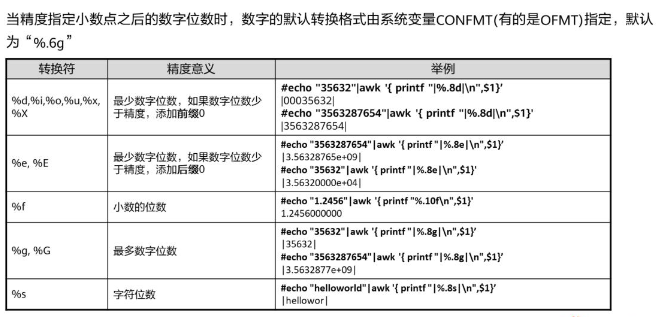 当精度指定小数点之后的数字位数时，数字的默认转换格式由系统变量CONFMT(有的是OFMT)指定，默认
为“%.6g”
转换符 精度意义 举例
%d,%i,%o,%u,%x,
%X
最少数字位数，如果数字位数少
于精度，添加前缀0
#echo "35632"|awk '{ printf "|%.8d|\n",$1}’
|00035632|
#echo "3563287654"|awk '{ printf "|%.8d|\n",$1}'
|3563287654|
%e, %E
最少数字位数，如果数字位数少
于精度，添加后缀0
#echo "3563287654"|awk '{ printf "|%.8e|\n",$1}’
|3.56328765e+09|
#echo "35632"|awk '{ printf "|%.8e|\n",$1}'
|3.56320000e+04|
%f
小数的位数
#echo "1.2456"|awk '{ printf "%.10f\n",$1}’
1.2456000000
%g, %G
最多数字位数
#echo "35632"|awk '{ printf "|%.8g|\n",$1}’
|35632|
#echo "3563287654"|awk '{ printf "|%.8g|\n",$1}’
|3.5632877e+09|
%s
字符位数
#echo "helloworld"|awk '{ printf "|%.8s|\n",$1}’
|hellowor|